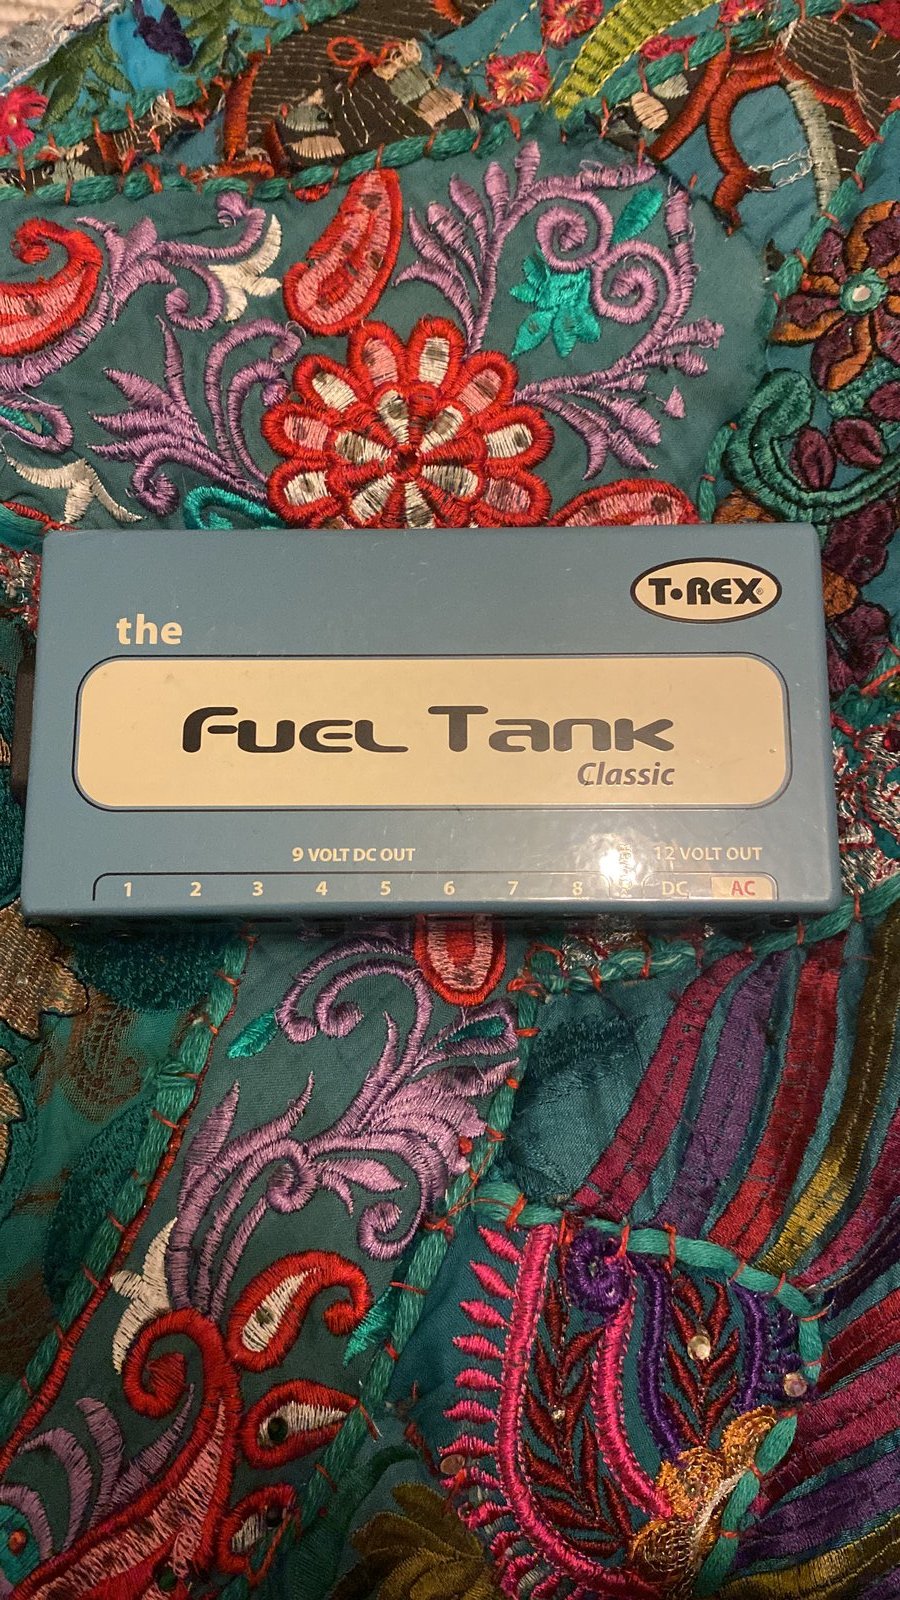 T-REX®
the
Fuel Tank
Classic
9 VOLT DC OUT
12 VOLT OUT
1 2 3 4 5 6 7 8 DC AC